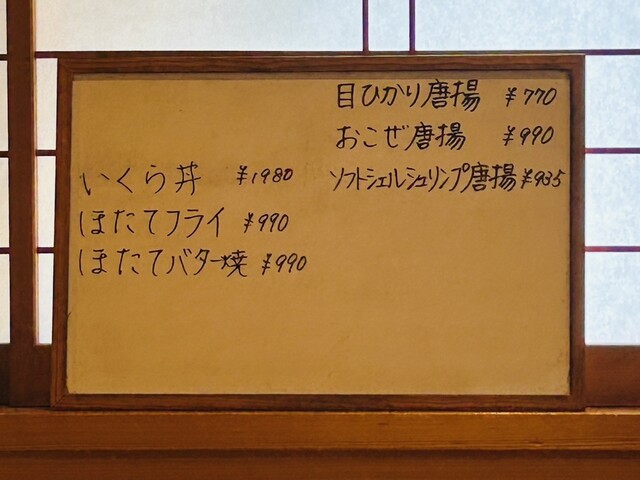 目ひかり唐揚 ¥770
おこぜ唐揚 ¥990
ソフトシェルシュリンプ唐揚 ¥935
いくら丼 ¥1980
ほたてフライ ¥990
ほたてバター焼 ¥990